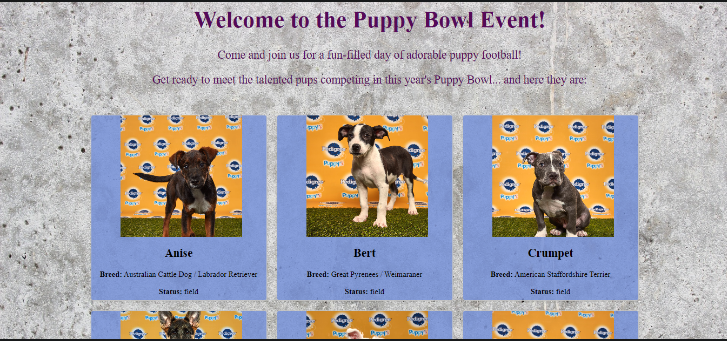 Welcome to the Puppy Bowl Event!
Come and join us for a fun-filled day of adorable puppy football!
Get ready to meet the talented pups competing in this year's Puppy Bowl... and here they are:
Anise
Bert
Crumpet
Breed: Australian Cattle Dog / Labrador Retriever
Breed: Great Pyrenees / Weimaraner
Breed: American Staffordshire Terrier
Status: field
Status: field
Status: field